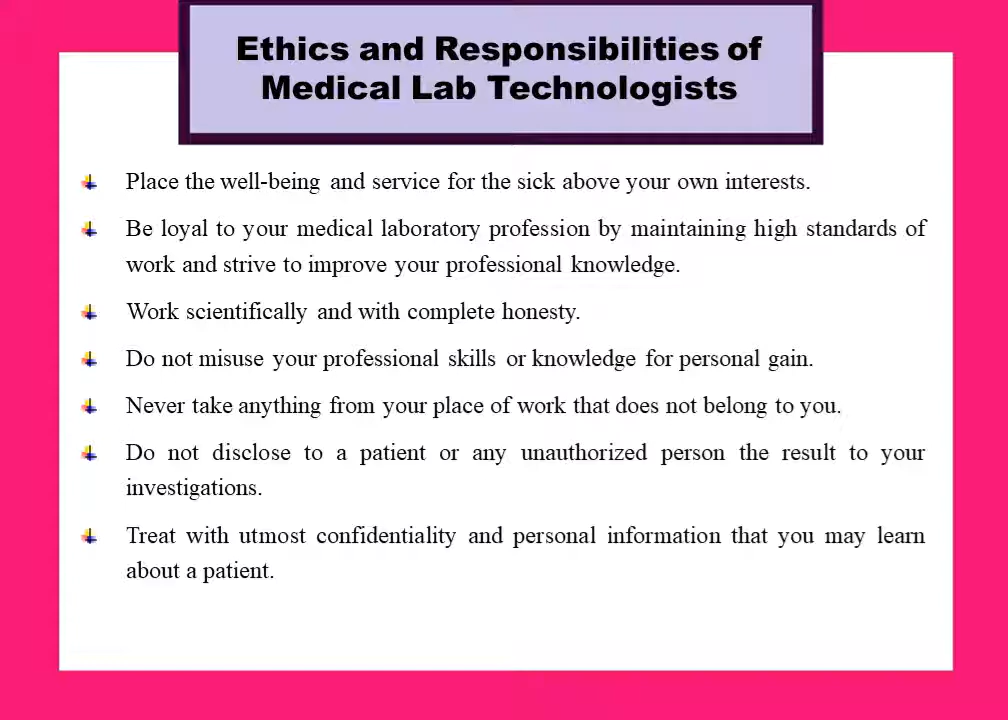 Ethics and Responsibilities of
Medical Lab Technologists
Place the well-being and service for the sick above your own interests.
Be loyal to your medical laboratory profession by maintaining high standards of
work and strive to improve your professional knowledge.
Work scientifically and with complete honesty.
Do not misuse your professional skills or knowledge for personal gain.
Never take anything from your place of work that does not belong to you.
Do not disclose to a patient or any unauthorized person the result to your
investigations.
Treat with utmost confidentiality and personal information that you may learn
about a patient.